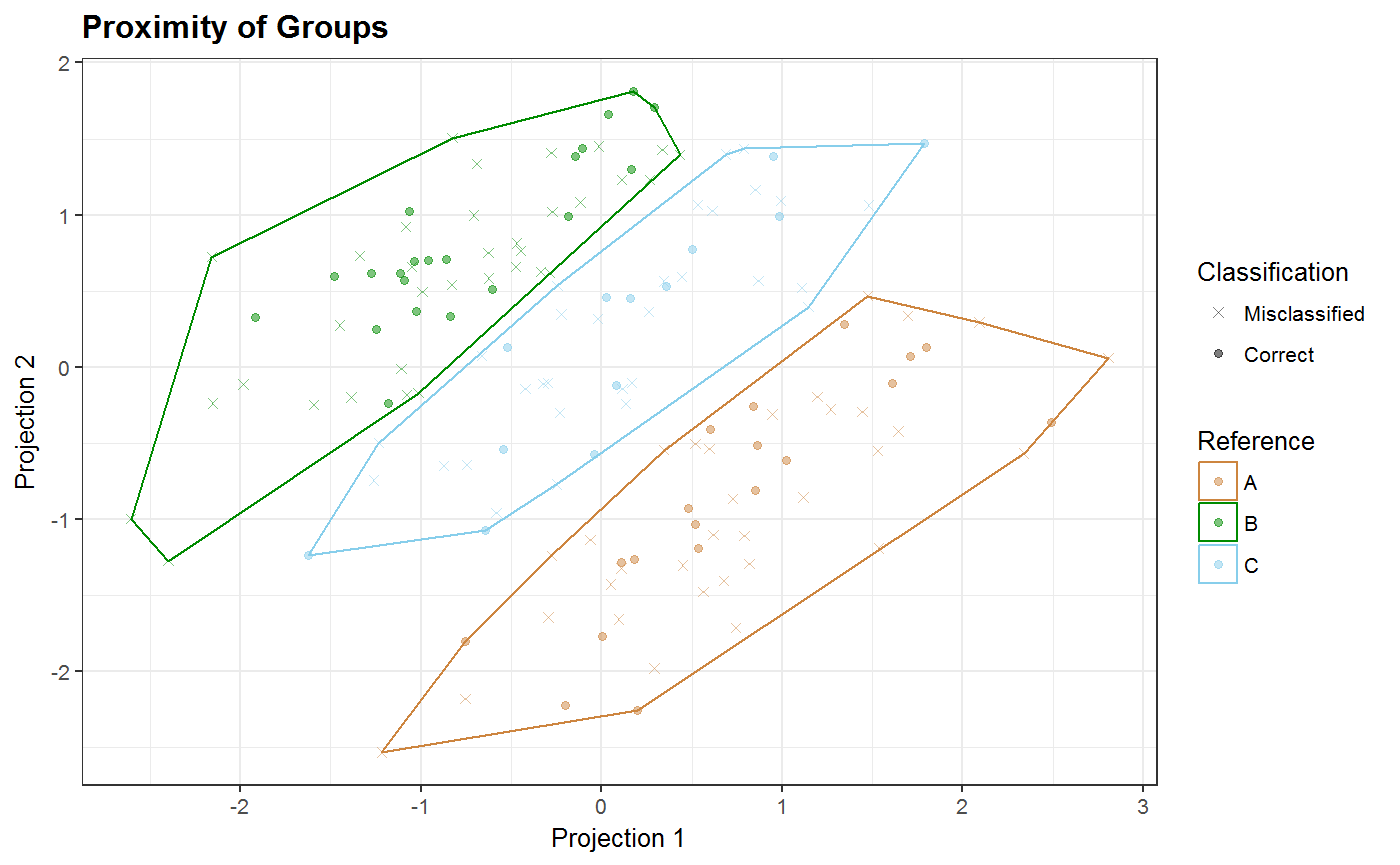 Proximity of Groups
2
1
0
-1
-2
Projection 2
-2
-1
0
1
2
3
Projection 1
Classification
Misclassified
Correct
Reference
A
B
C